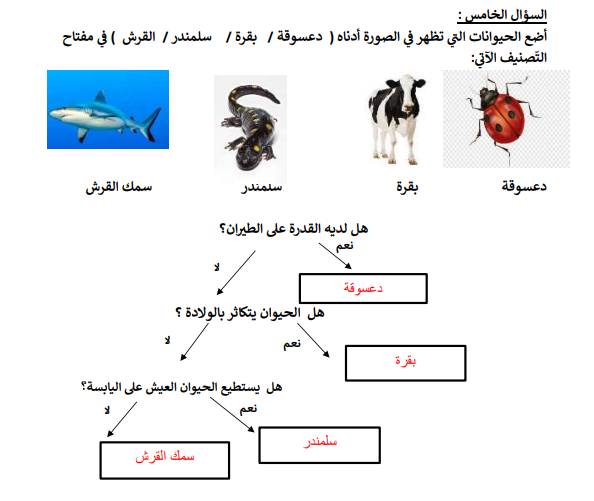 السؤال الخامس :
أضع الحيوانات التي تظهر في الصورة أدناه ( دعسوقة / بقرة / سلمندر / القرش ) في مفتاح
التّصنيف الآتي:
دعسوقة
بقرة
سلمندر
سمك القرش
هل لديه القدرة على الطيران؟
نعم
لا
دعسوقة
هل الحيوان يتكاثر بالولادة ؟
لا
نعم
بقرة
هل يستطيع الحيوان العيش على اليابسة؟
نعم
لا
سلمندر
سمك القرش